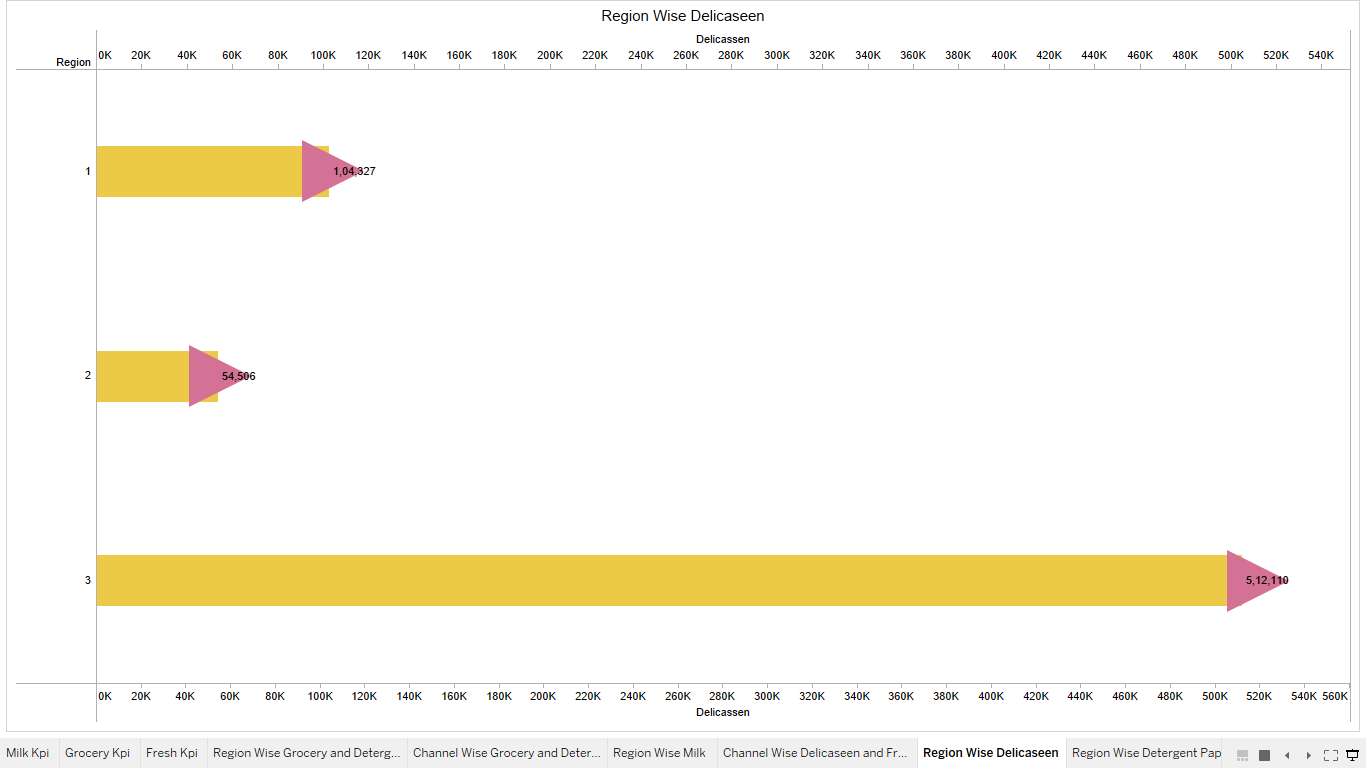 Region Wise Delicaseen
Delicassen
Region 0K 20K 40K 60K 80K 100K 120K 140K 160K 180K 200K 220K 240K 260K 280K 300K 320K 340K 360K 380K 400K 420K 440K 460K 480K 500K 520K 540K
1 1,04,327
2 54,506
3 5,12,110
0K 20K 40K 60K 80K 100K 120K 140K 160K 180K 200K 220K 240K 260K 280K 300K 320K 340K 360K 380K 400K 420K 440K 460K 480K 500K 520K 540K 560K
Delicassen
Milk Kpi Grocery Kpi Fresh Kpi Region Wise Grocery and Deterg... Channel Wise Grocery and Deter... Region Wise Milk Channel Wise Delicaseen and Fr... Region Wise Delicaseen Region Wise Detergent Pap